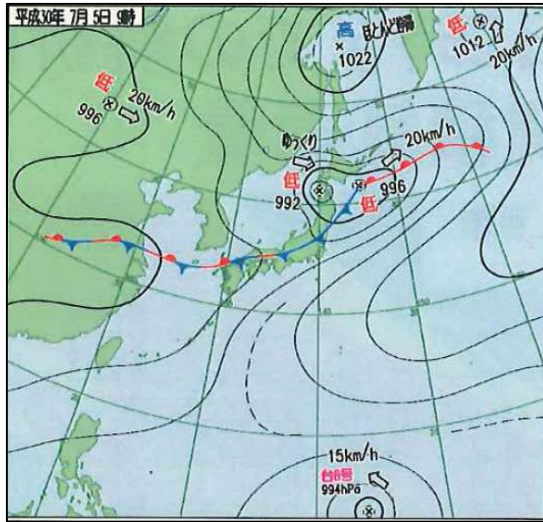 平成30年 7月 5日 9時
高
ほとんど停滞
1022
低
1012
20km/h
低
996
20km/h
ゆっくり
低
992
20km/h
996
低
15km/h
台8号
994hPa